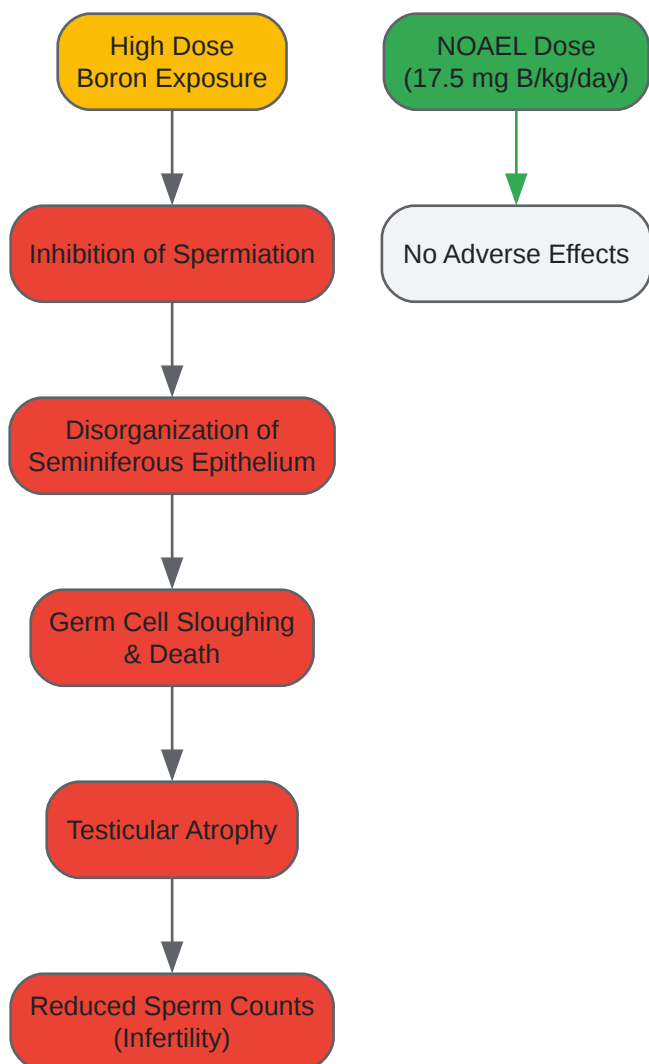 High Dose
Boron Exposure
NOAEL Dose
(17.5 mg B/kg/day)
Inhibition of Spermiation
No Adverse Effects
Disorganization of
Seminiferous Epithelium
Germ Cell Sloughing
& Death
Testicular Atrophy
Reduced Sperm Counts
(Infertility)